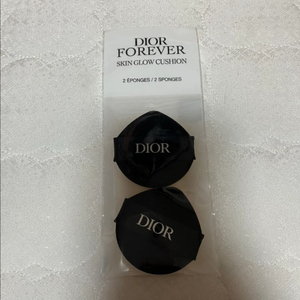 DIOR
FOREVER
SKIN GLOW CUSHION
2 ÉPONGES / 2 SPONGES
DIOR
DIOR